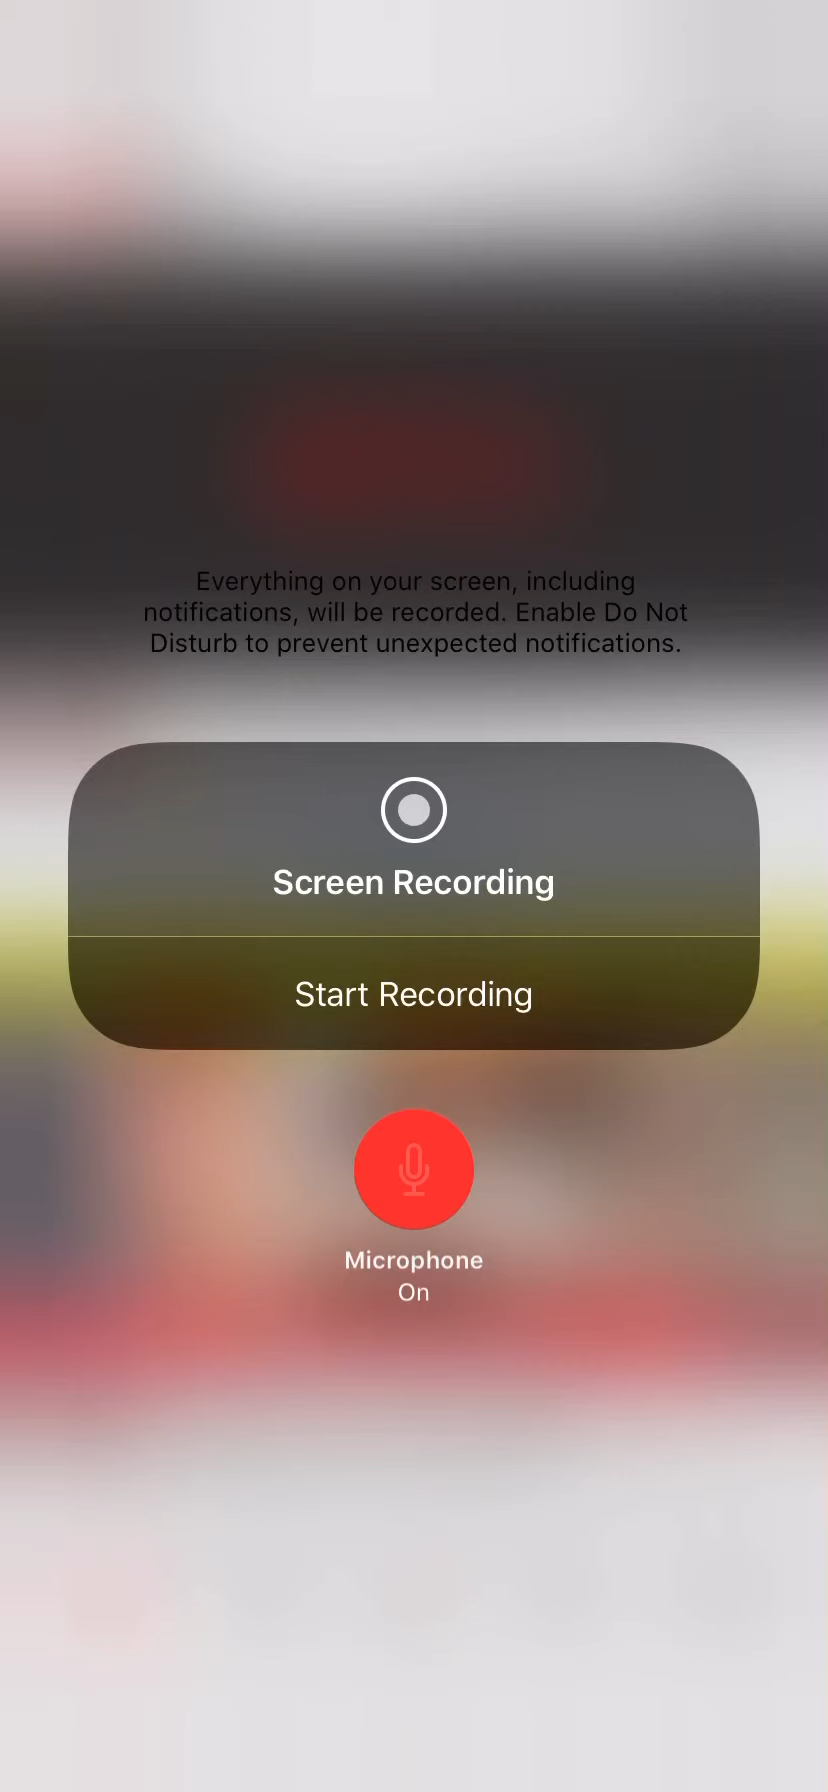 Everything on your screen, including
notifications, will be recorded. Enable Do Not
Disturb to prevent unexpected notifications.
Screen Recording
Start Recording
Microphone
On